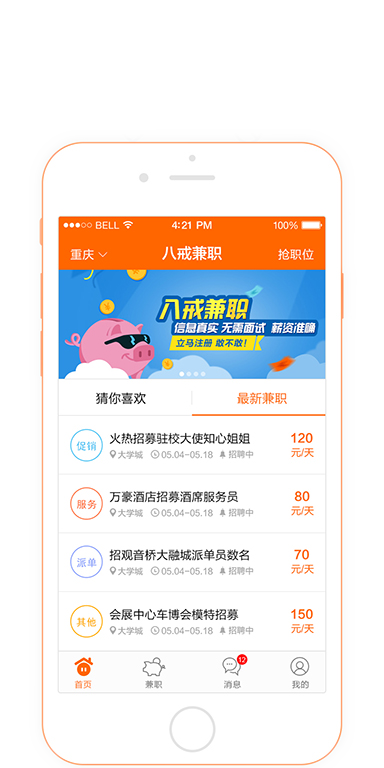 BELL 4:21 PM 100%
重庆 八戒兼职 抢职位
八戒兼职
信息真实 无需面试 薪资准确
立马注册 敢不敢！
猜你喜欢 最新兼职
促销 火热招募驻校大使知心姐姐 120
大学城 05.04~05.18 招聘中 元/天
服务 万豪酒店招募酒席服务员 80
大学城 05.04~05.18 招聘中 元/天
派单 招观音桥大融城派单员数名 70
大学城 05.04~05.18 招聘中 元/天
其他 会展中心车博会模特招募 150
大学城 05.04~05.18 招聘中 元/天
12
首页 兼职 消息 我的